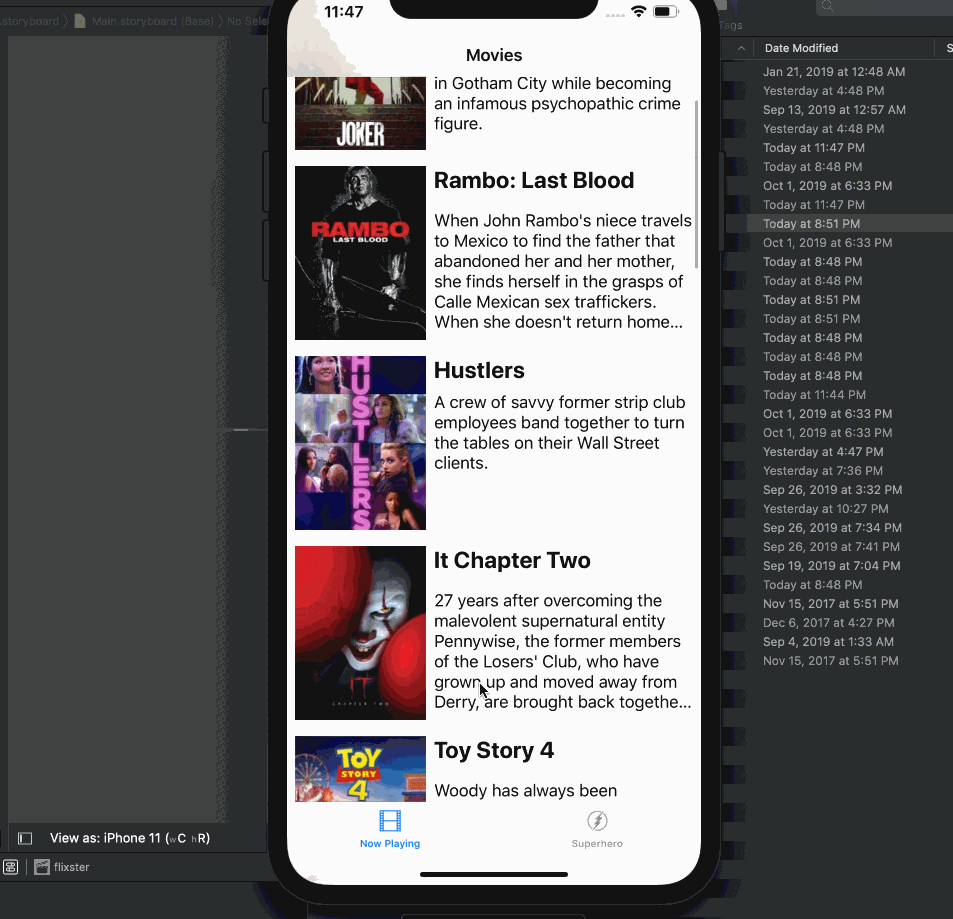 .storyboard
Main.storyboard (Base)
No Sele
11:47
Movies
in Gotham City while becoming
an infamous psychopathic crime
figure.
JOKER
Rambo: Last Blood
RAMBO
LAST BLOOD
When John Rambo's niece travels
to Mexico to find the father that
abandoned her and her mother,
she finds herself in the grasps of
Calle Mexican sex traffickers.
When she doesn't return home...
Hustlers
HUSTLERS
A crew of savvy former strip club
employees band together to turn
the tables on their Wall Street
clients.
It Chapter Two
IT
CHAPTER TWO
27 years after overcoming the
malevolent supernatural entity
Pennywise, the former members
of the Losers' Club, who have
grown up and moved away from
Derry, are brought back togethe...
Toy Story 4
TOY
STORY
4
Woody has always been
Now Playing
Superhero
View as: iPhone 11 (wC hR)
flixster
Tags
Date Modified
S
Jan 21, 2019 at 12:48 AM
Yesterday at 4:48 PM
Sep 13, 2019 at 12:57 AM
Yesterday at 4:48 PM
Today at 11:47 PM
Today at 8:48 PM
Oct 1, 2019 at 6:33 PM
Today at 11:47 PM
Today at 8:51 PM
Oct 1, 2019 at 6:33 PM
Today at 8:48 PM
Today at 8:48 PM
Today at 8:51 PM
Today at 8:51 PM
Today at 8:48 PM
Today at 8:48 PM
Today at 8:48 PM
Today at 11:44 PM
Oct 1, 2019 at 6:33 PM
Oct 1, 2019 at 6:33 PM
Yesterday at 4:47 PM
Yesterday at 7:36 PM
Sep 26, 2019 at 3:32 PM
Yesterday at 10:27 PM
Sep 26, 2019 at 7:34 PM
Sep 26, 2019 at 7:41 PM
Sep 19, 2019 at 7:04 PM
Today at 8:48 PM
Nov 15, 2017 at 5:51 PM
Dec 6, 2017 at 4:27 PM
Sep 4, 2019 at 1:33 AM
Nov 15, 2017 at 5:51 PM